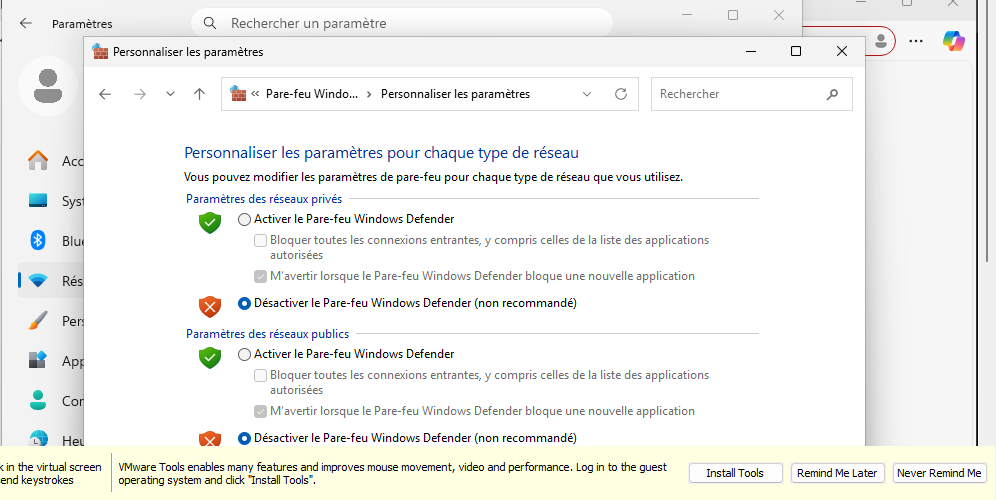 Paramètres
Rechercher un paramètre
Personnaliser les paramètres
« Pare-feu Windo... > Personnaliser les paramètres
Rechercher
Personnaliser les paramètres pour chaque type de réseau
Vous pouvez modifier les paramètres de pare-feu pour chaque type de réseau que vous utilisez.
Paramètres des réseaux privés
Activer le Pare-feu Windows Defender
Bloquer toutes les connexions entrantes, y compris celles de la liste des applications
autorisées
M'avertir lorsque le Pare-feu Windows Defender bloque une nouvelle application
Désactiver le Pare-feu Windows Defender (non recommandé)
Paramètres des réseaux publics
Activer le Pare-feu Windows Defender
Bloquer toutes les connexions entrantes, y compris celles de la liste des applications
autorisées
M'avertir lorsque le Pare-feu Windows Defender bloque une nouvelle application
Désactiver le Pare-feu Windows Defender (non recommandé)
Acc
Syst
Blue
Rés
Pers
App
Con
Heu
k in the virtual screen
end keystrokes
VMware Tools enables many features and improves mouse movement, video and performance. Log in to the guest
operating system and click "Install Tools".
Install Tools
Remind Me Later
Never Remind Me